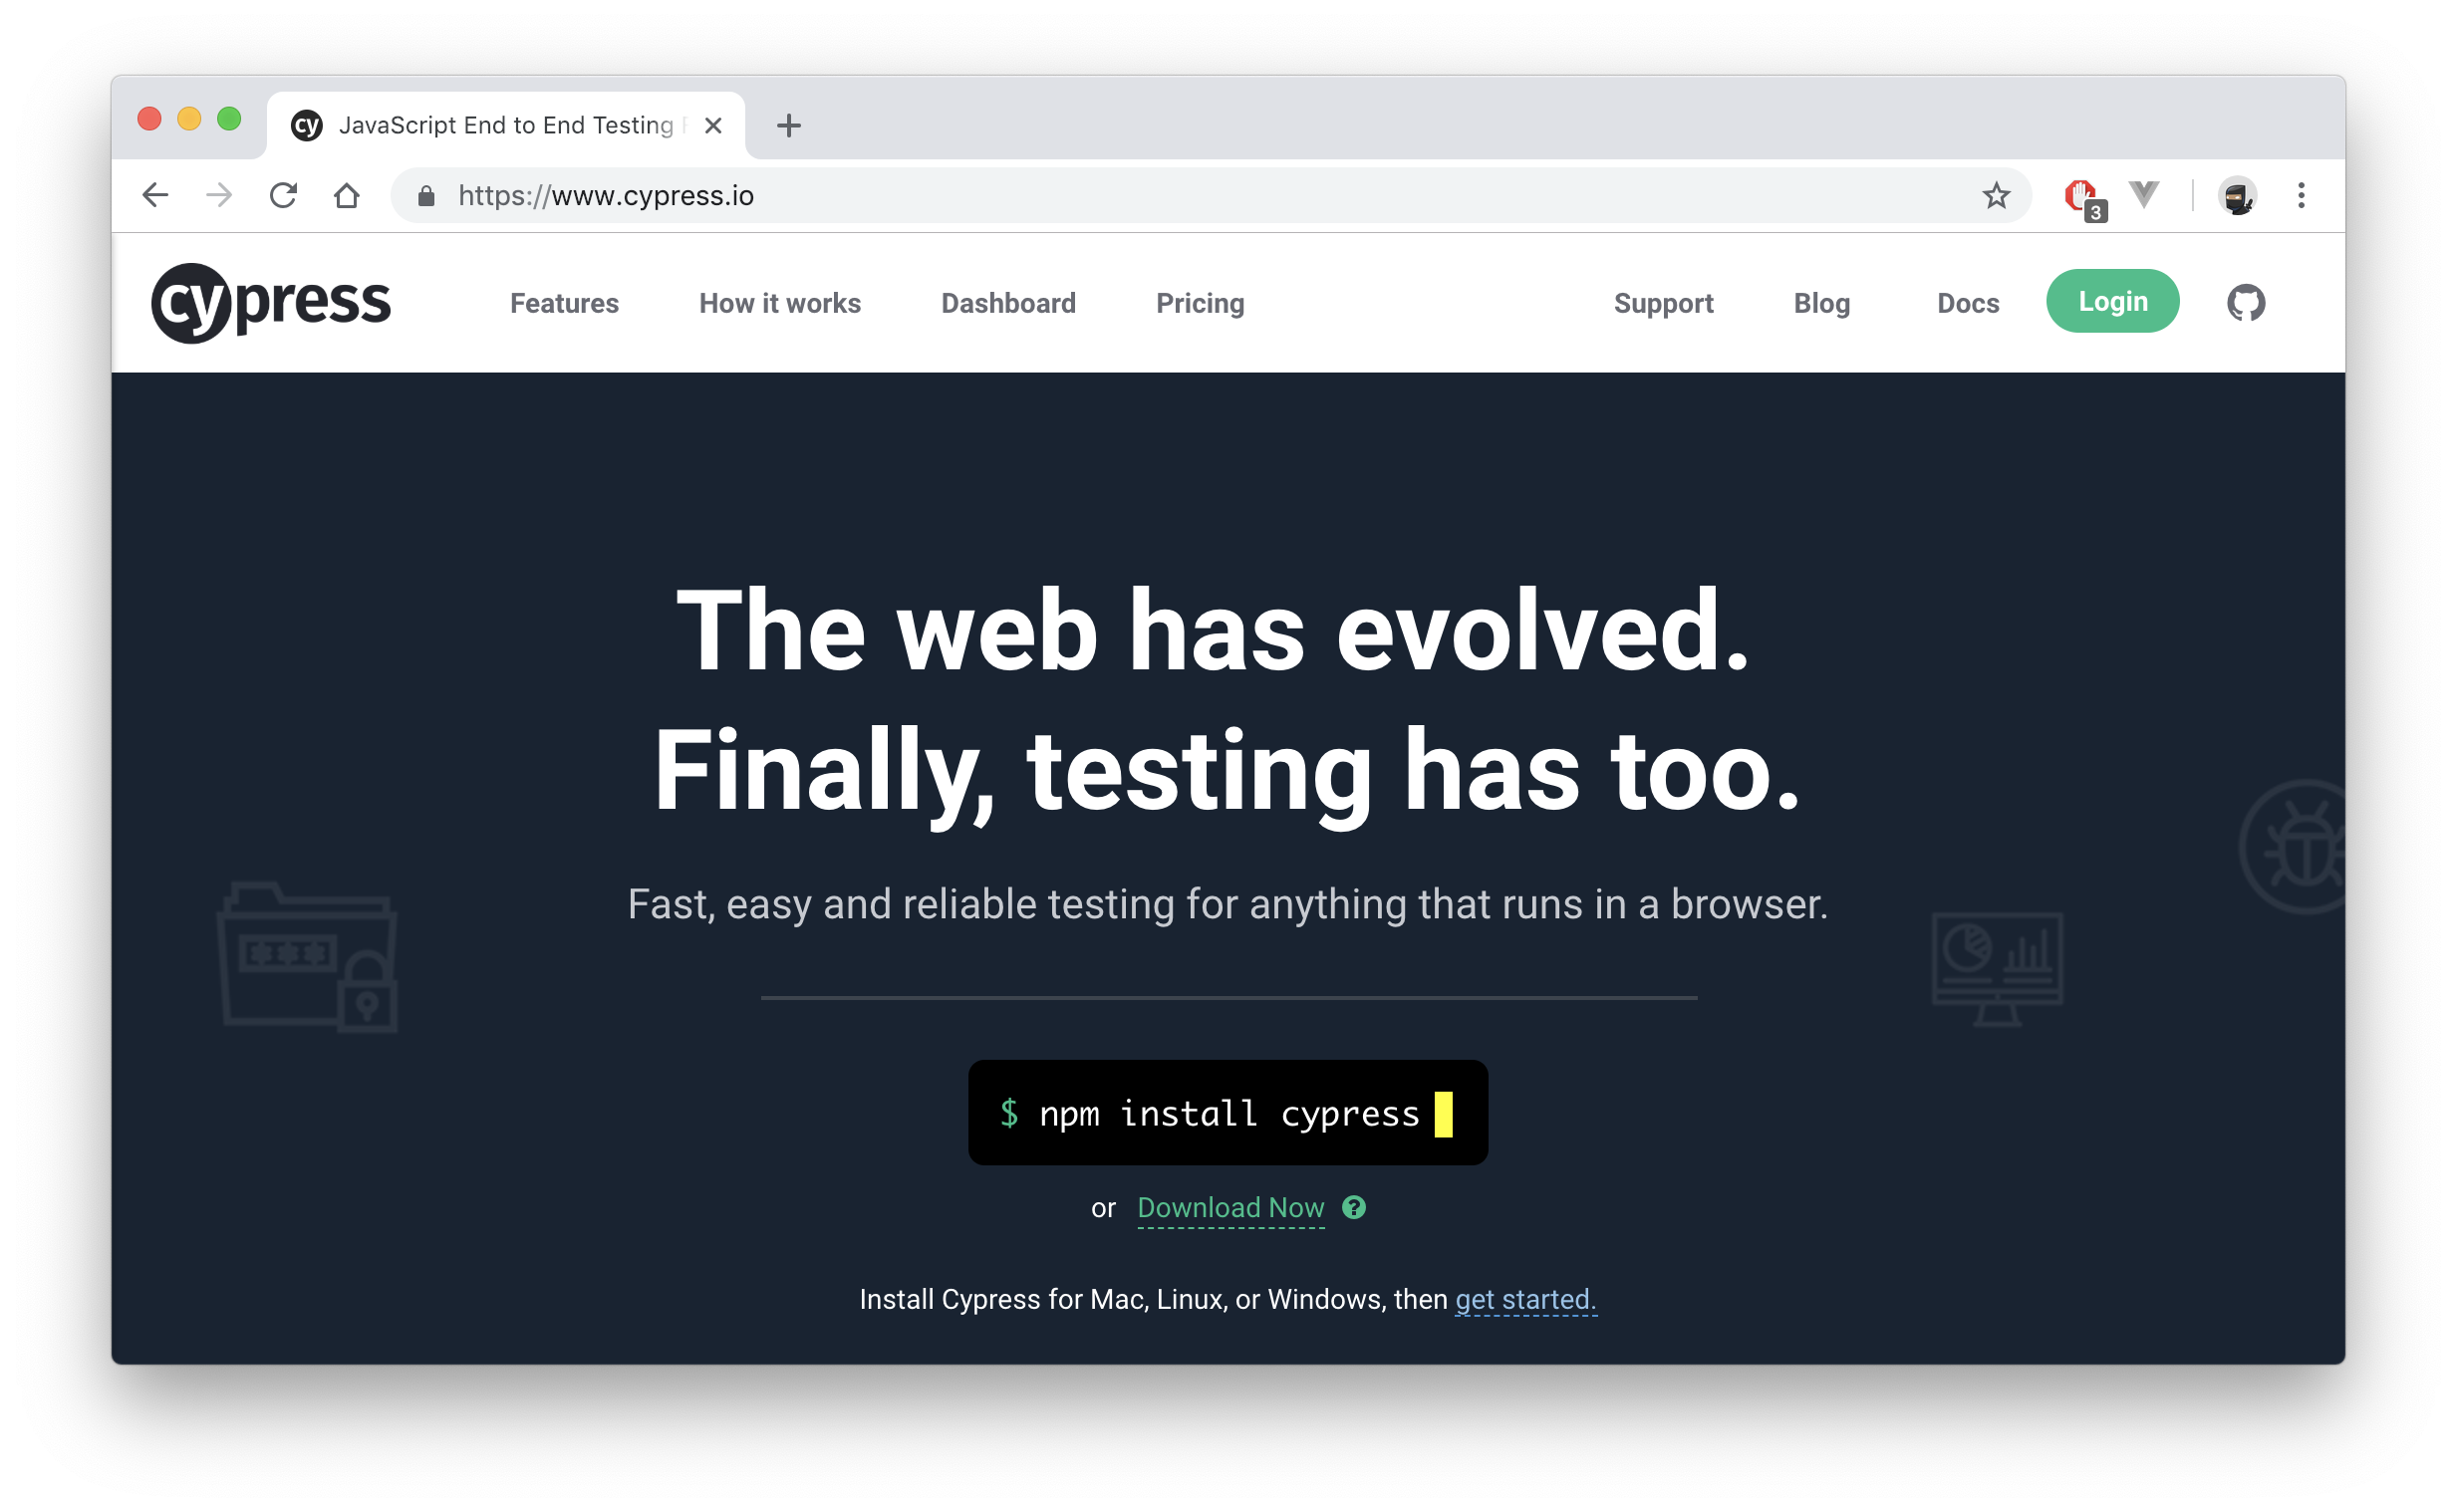 cy JavaScript End to End Testing
https://www.cypress.io
3
cypress Features How it works Dashboard Pricing Support Blog Docs Login
The web has evolved.
Finally, testing has too.
Fast, easy and reliable testing for anything that runs in a browser.
***
$ npm install cypress
or Download Now ?
Install Cypress for Mac, Linux, or Windows, then get started.